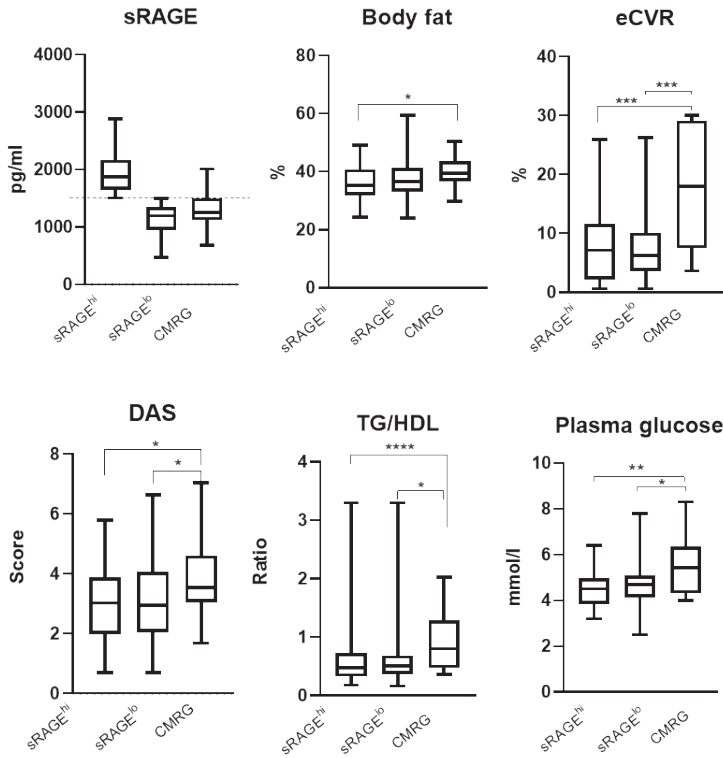 sRAGE
4000
3000
2000
1000
0
pg/ml
sRAGEhi
sRAGElo
CMRG
Body fat
80
60
40
20
0
%
*
sRAGEhi
sRAGElo
CMRG
eCVR
40
30
20
10
0
%
***
***
sRAGEhi
sRAGElo
CMRG
DAS
8
6
4
2
0
Score
*
*
sRAGEhi
sRAGElo
CMRG
TG/HDL
4
3
2
1
0
Ratio
****
*
sRAGEhi
sRAGElo
CMRG
Plasma glucose
10
8
6
4
2
0
mmol/l
**
*
sRAGEhi
sRAGElo
CMRG